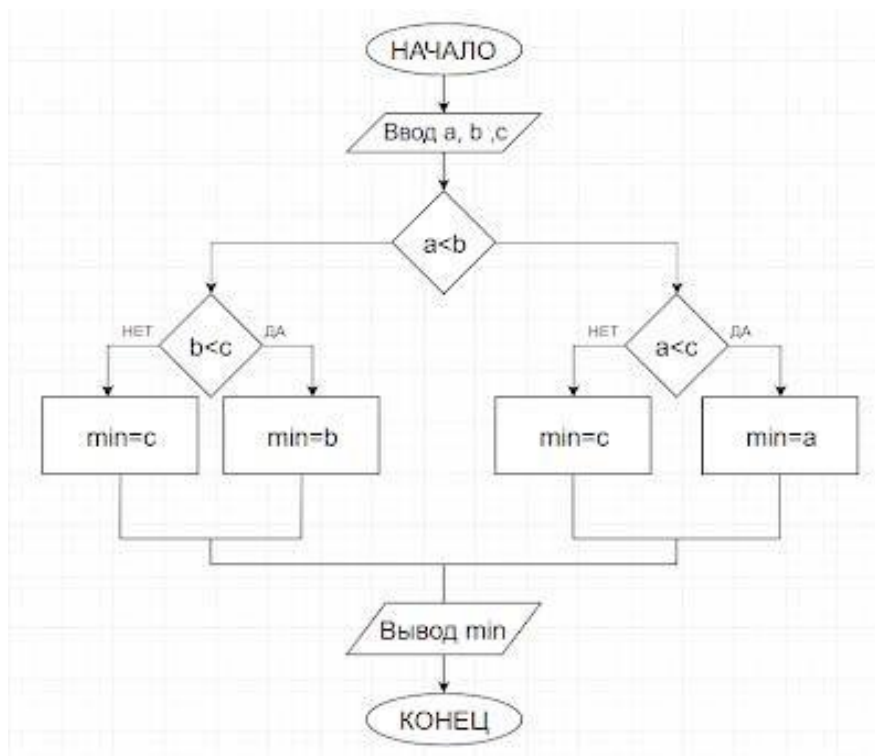 НАЧАЛО
Ввод a, b ,c
a<b
НЕТ
b<c
ДА
НЕТ
a<c
ДА
min=c
min=b
min=c
min=a
Вывод min
КОНЕЦ